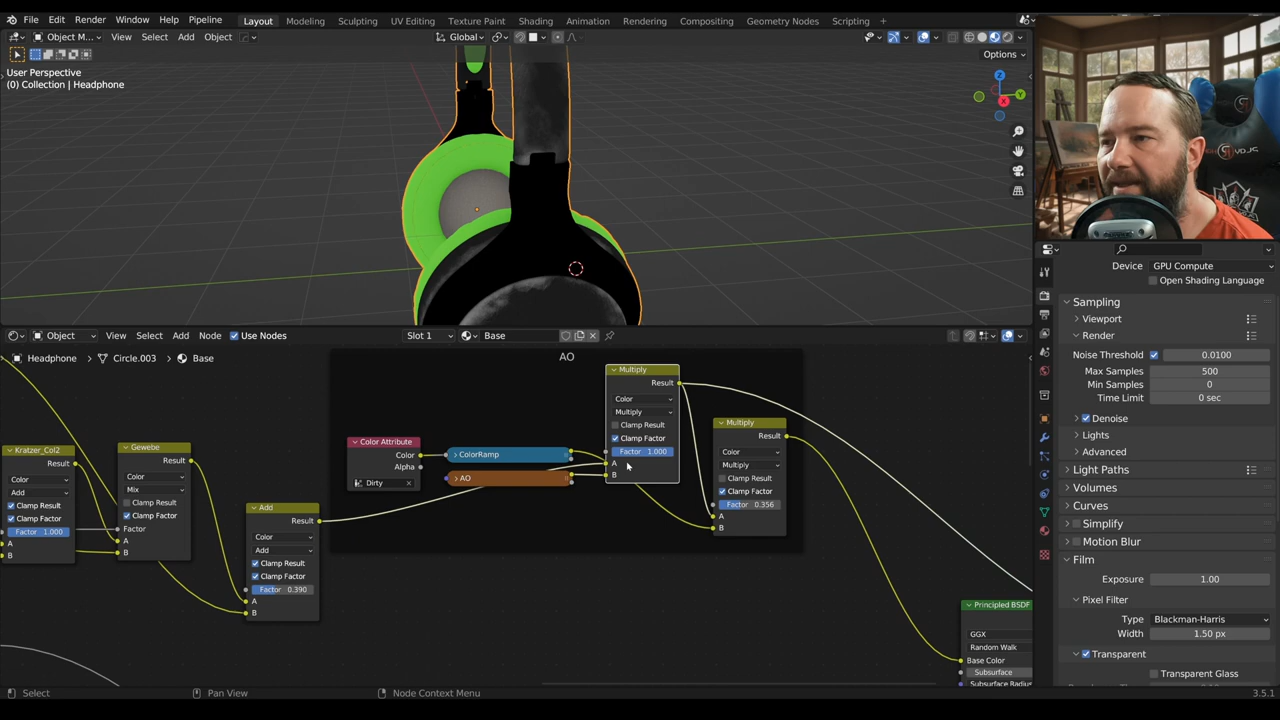 File Edit Render Window Help Pipeline Layout Modeling Sculpting UV Editing Texture Paint Shading Animation Rendering Compositing Geometry Nodes Scripting +
Object M... View Select Add Object Global
Options
User Perspective
(0) Collection | Headphone
Z
Y
X
Object View Select Add Node Use Nodes Slot 1 Base
Headphone > Circle.003 > Base
AO
Multiply
Result
Color
Multiply
Clamp Result
Clamp Factor
Factor 1.000
A
B
Multiply
Result
Color
Multiply
Clamp Result
Clamp Factor
Factor 0.356
A
B
Color Attribute
Color
Alpha
Dirty
ColorRamp
AO
Kratzer_Col2
Result
Color
Add
Clamp Result
Clamp Factor
Factor 1.000
A
B
Gewebe
Result
Color
Mix
Clamp Result
Clamp Factor
Factor
A
B
Add
Result
Color
Add
Clamp Result
Clamp Factor
Factor 0.390
A
B
Principled BSDF
GGX
Random Walk
Base Color
Subsurface
Subsurface Radius
Device GPU Compute
Open Shading Language
Sampling
Viewport
Render
Noise Threshold 0.0100
Max Samples 500
Min Samples 0
Time Limit 0 sec
Denoise
Lights
Advanced
Light Paths
Volumes
Curves
Simplify
Motion Blur
Film
Exposure 1.00
Pixel Filter
Type Blackman-Harris
Width 1.50 px
Transparent
Transparent Glass
Select Pan View Node Context Menu 3.5.1